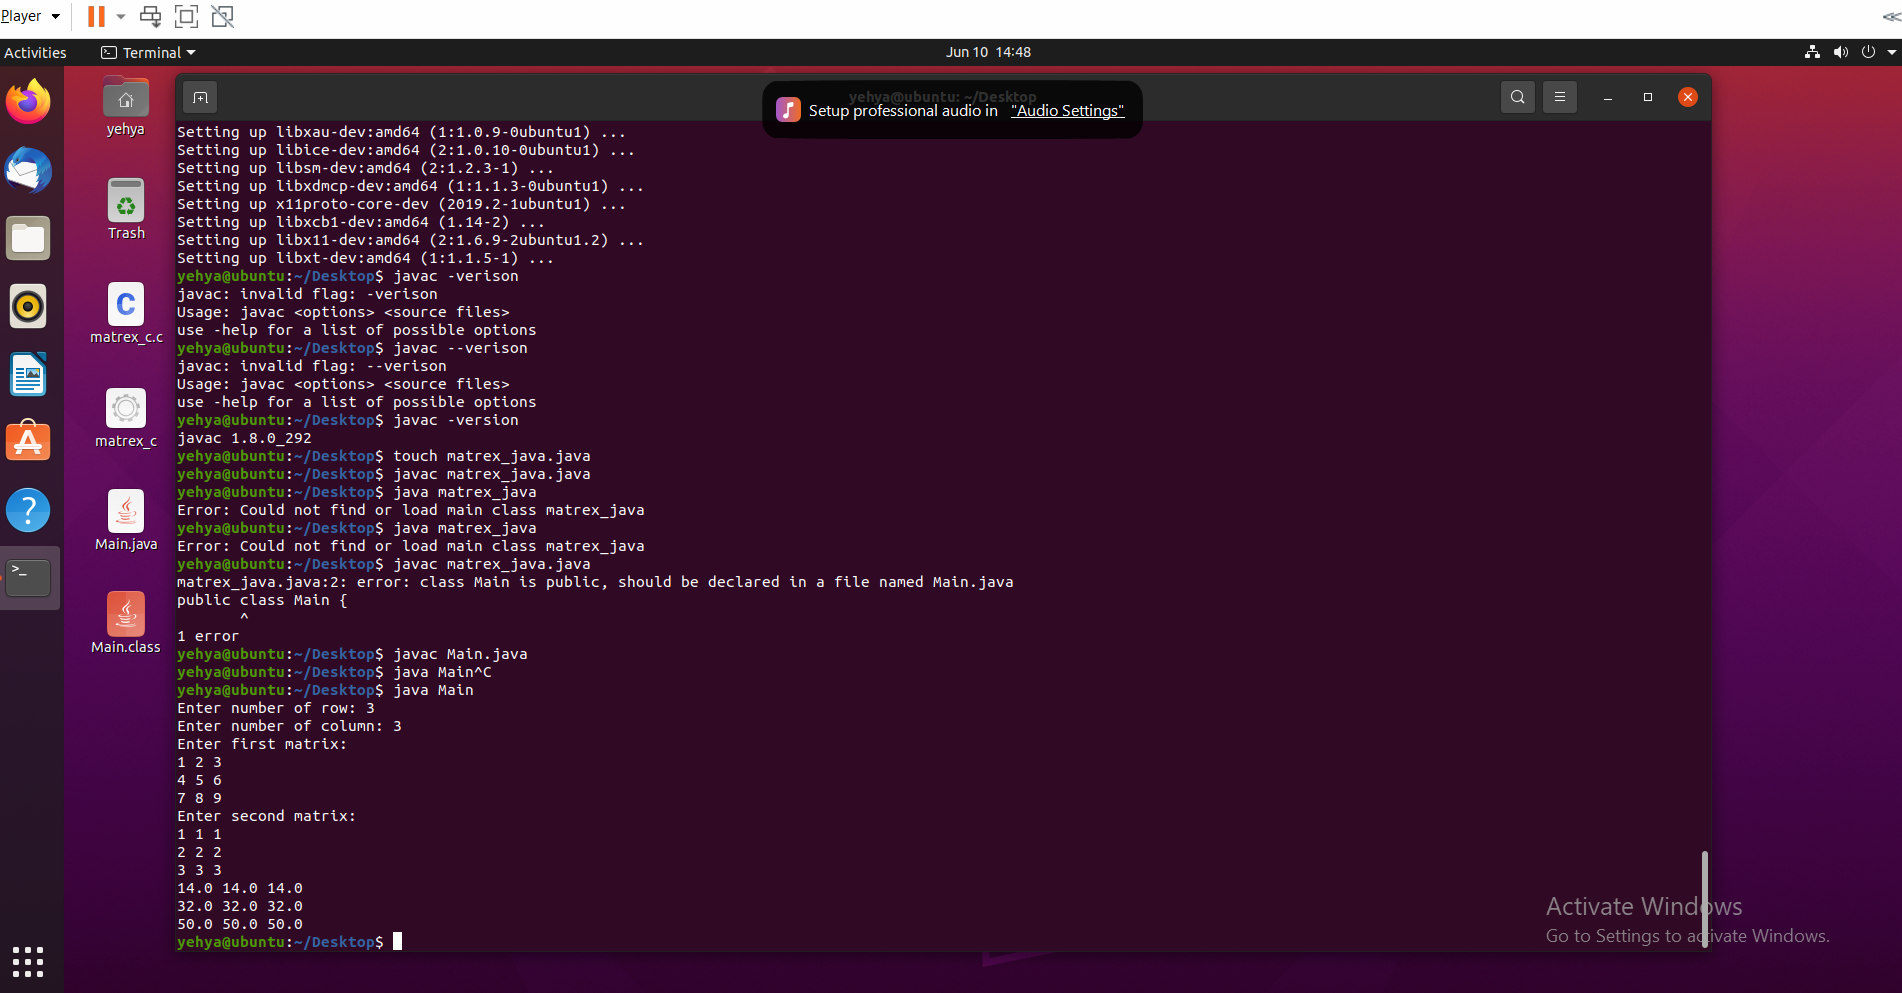 Player
Activities
Terminal
Jun 10 14:48
yehya@ubuntu: ~/Desktop
Setup professional audio in "Audio Settings"
yehya
Trash
matrex_c.c
matrex_c
Main.java
Main.class
Setting up libxau-dev:amd64 (1:1.0.9-0ubuntu1) ...
Setting up libice-dev:amd64 (2:1.0.10-0ubuntu1) ...
Setting up libsm-dev:amd64 (2:1.2.3-1) ...
Setting up libxdmcp-dev:amd64 (1:1.1.3-0ubuntu1) ...
Setting up x11proto-core-dev (2019.2-1ubuntu1) ...
Setting up libxcb1-dev:amd64 (1.14-2) ...
Setting up libx11-dev:amd64 (2:1.6.9-2ubuntu1.2) ...
Setting up libxt-dev:amd64 (1:1.1.5-1) ...
yehya@ubuntu:~/Desktop$ javac -verison
javac: invalid flag: -verison
Usage: javac <options> <source files>
use -help for a list of possible options
yehya@ubuntu:~/Desktop$ javac --verison
javac: invalid flag: --verison
Usage: javac <options> <source files>
use -help for a list of possible options
yehya@ubuntu:~/Desktop$ javac -version
javac 1.8.0_292
yehya@ubuntu:~/Desktop$ touch matrex_java.java
yehya@ubuntu:~/Desktop$ javac matrex_java.java
yehya@ubuntu:~/Desktop$ java matrex_java
Error: Could not find or load main class matrex_java
yehya@ubuntu:~/Desktop$ java matrex_java
Error: Could not find or load main class matrex_java
yehya@ubuntu:~/Desktop$ javac matrex_java.java
matrex_java.java:2: error: class Main is public, should be declared in a file named Main.java
public class Main {
^
1 error
yehya@ubuntu:~/Desktop$ javac Main.java
yehya@ubuntu:~/Desktop$ java Main^C
yehya@ubuntu:~/Desktop$ java Main
Enter number of row: 3
Enter number of column: 3
Enter first matrix:
1 2 3
4 5 6
7 8 9
Enter second matrix:
1 1 1
2 2 2
3 3 3
14.0 14.0 14.0
32.0 32.0 32.0
50.0 50.0 50.0
yehya@ubuntu:~/Desktop$
Activate Windows
Go to Settings to activate Windows.